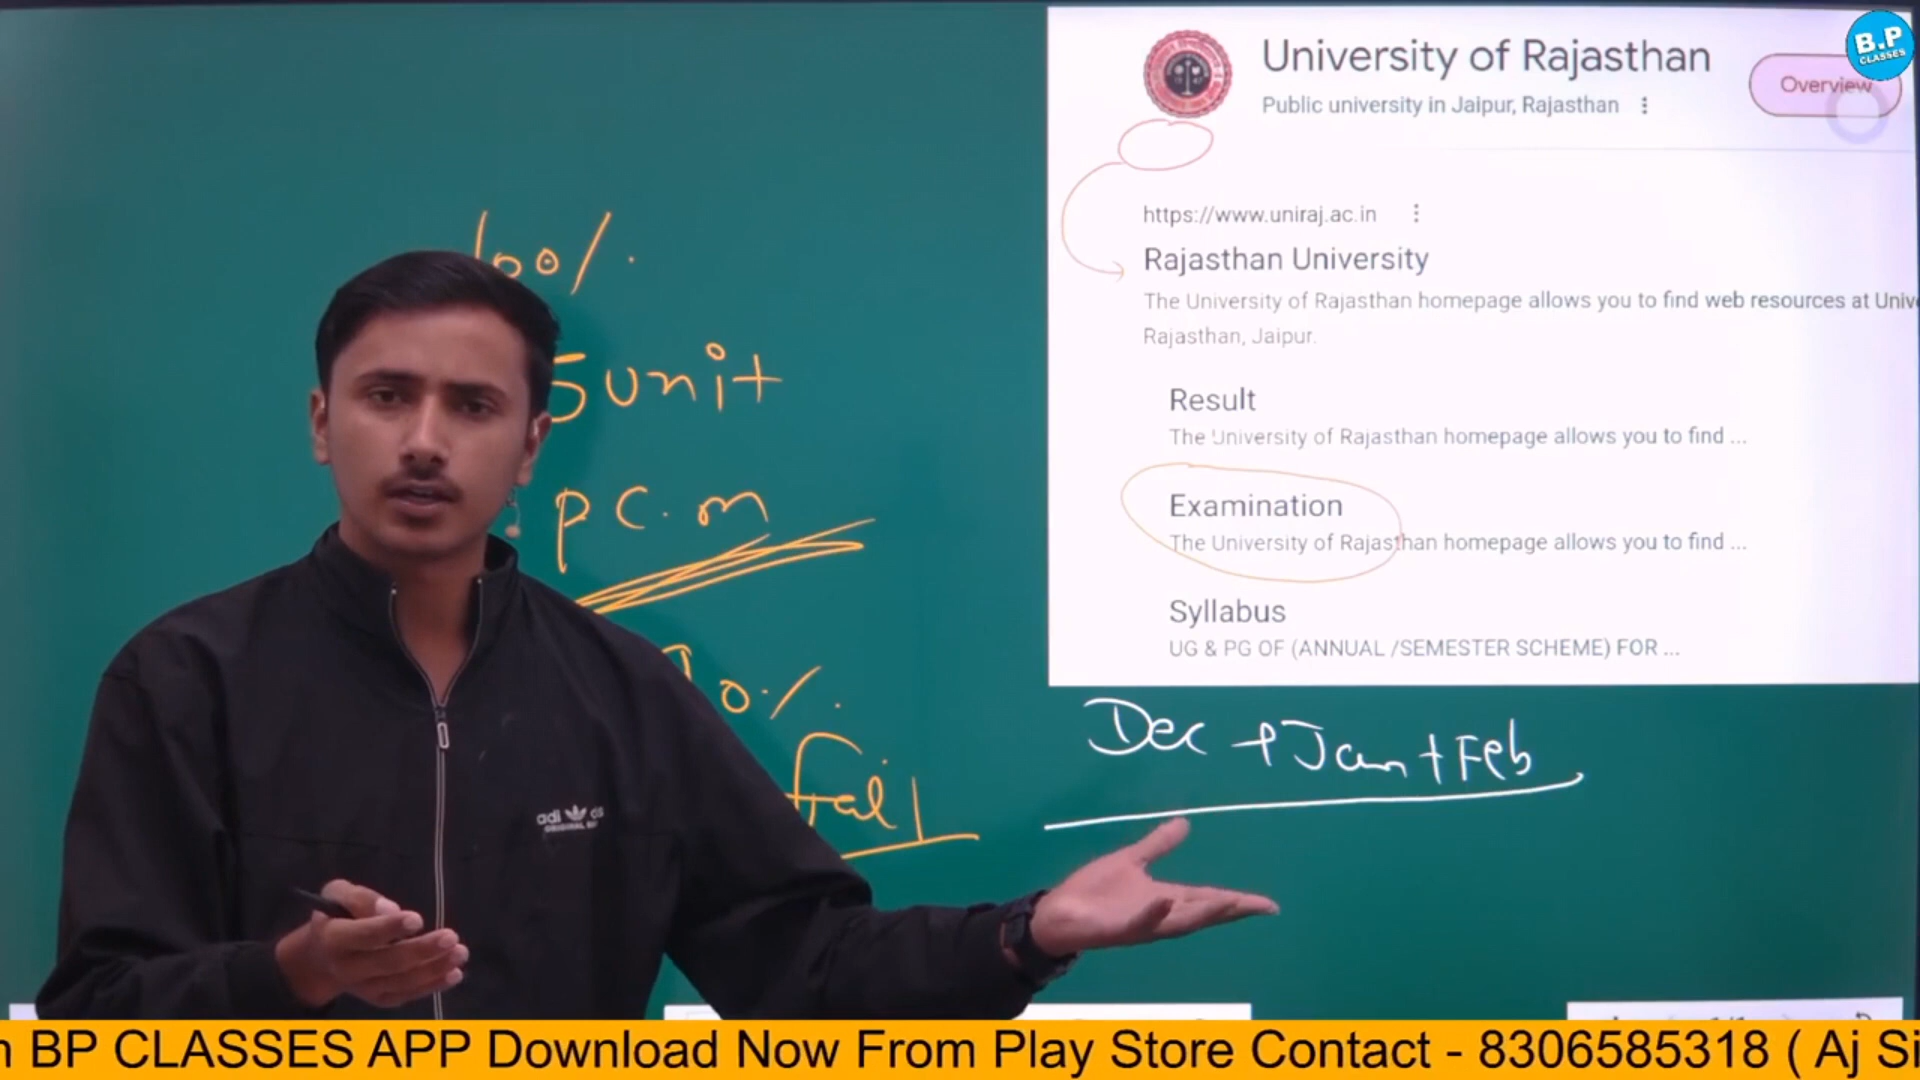 B.P
CLASSES
University of Rajasthan
Public university in Jaipur, Rajasthan
Overview
https://www.uniraj.ac.in
Rajasthan University
The University of Rajasthan homepage allows you to find web resources at Univ
Rajasthan, Jaipur.
Result
The University of Rajasthan homepage allows you to find ...
Examination
The University of Rajasthan homepage allows you to find ...
Syllabus
UG & PG OF (ANNUAL /SEMESTER SCHEME) FOR ...
100%.
5 unit
P C. m
0%.
Fail
Dec + Jan + Feb
adidas
n BP CLASSES APP Download Now From Play Store Contact - 8306585318 ( Aj Si